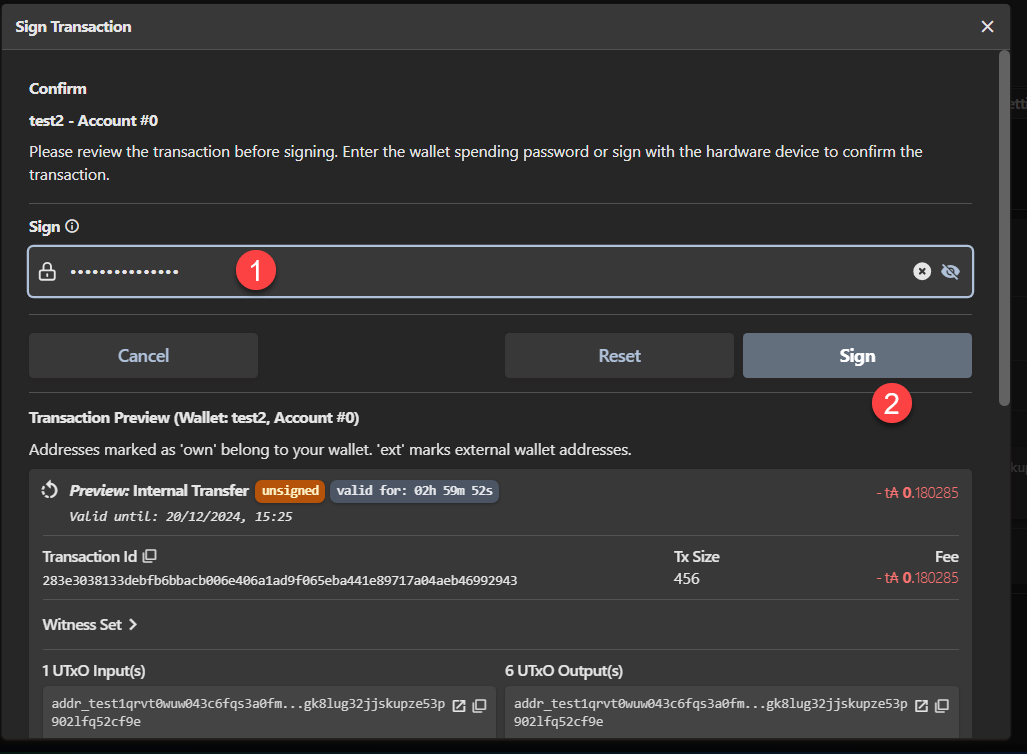 Sign Transaction
Confirm
test2 - Account #0
Please review the transaction before signing. Enter the wallet spending password or sign with the hardware device to confirm the
transaction.
Sign
1
Cancel
Reset
Sign
2
Transaction Preview (Wallet: test2, Account #0)
Addresses marked as 'own' belong to your wallet. 'ext' marks external wallet addresses.
Preview: Internal Transfer unsigned valid for: 02h 59m 52s - t₳ 0.180285
Valid until: 20/12/2024, 15:25
Transaction Id Tx Size Fee
283e3038133debfb6bbacb006e406a1ad9f065eba441e89717a04aeb46992943 456 - t₳ 0.180285
Witness Set
1 UTxO Input(s) 6 UTxO Output(s)
addr_test1qrvt0wuw043c6fqs3a0fm...gk8lug32jjskupze53p addr_test1qrvt0wuw043c6fqs3a0fm...gk8lug32jjskupze53p
902lfq52cf9e 902lfq52cf9e